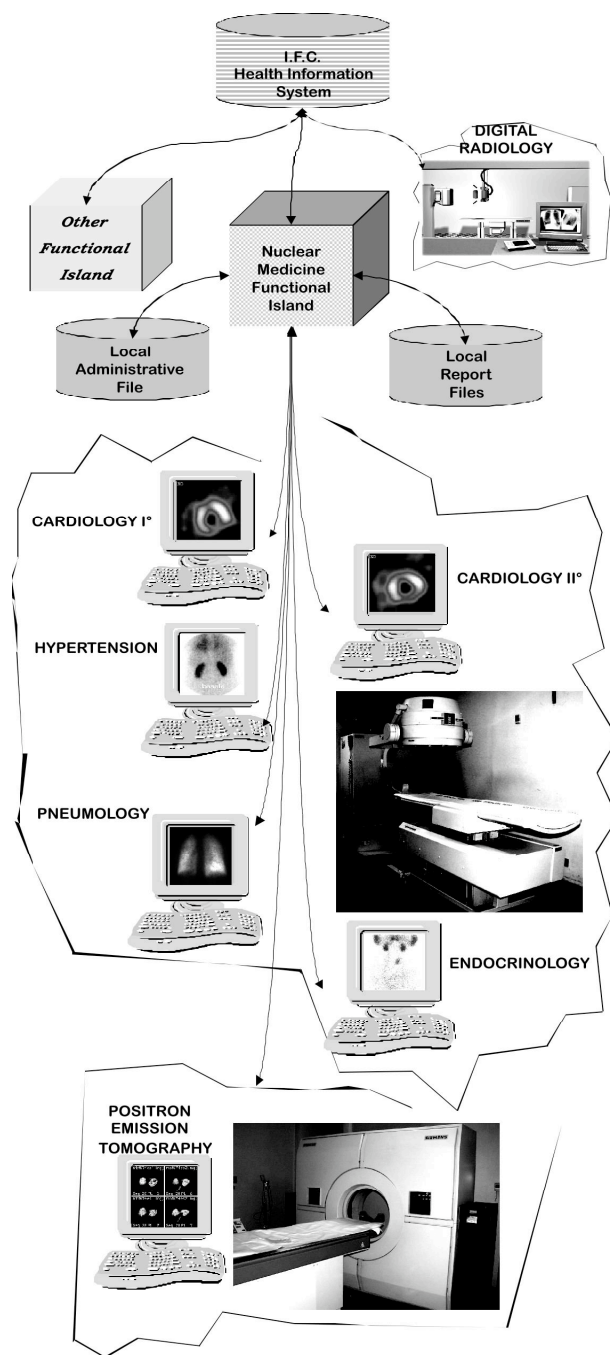 I.F.C.
Health Information
System
DIGITAL
RADIOLOGY
Other
Functional
Island
Nuclear
Medicine
Functional
Island
Local
Administrative
File
Local
Report
Files
CARDIOLOGY I°
CARDIOLOGY II°
HYPERTENSION
PNEUMOLOGY
ENDOCRINOLOGY
POSITRON
EMISSION
TOMOGRAPHY
SIEMENS